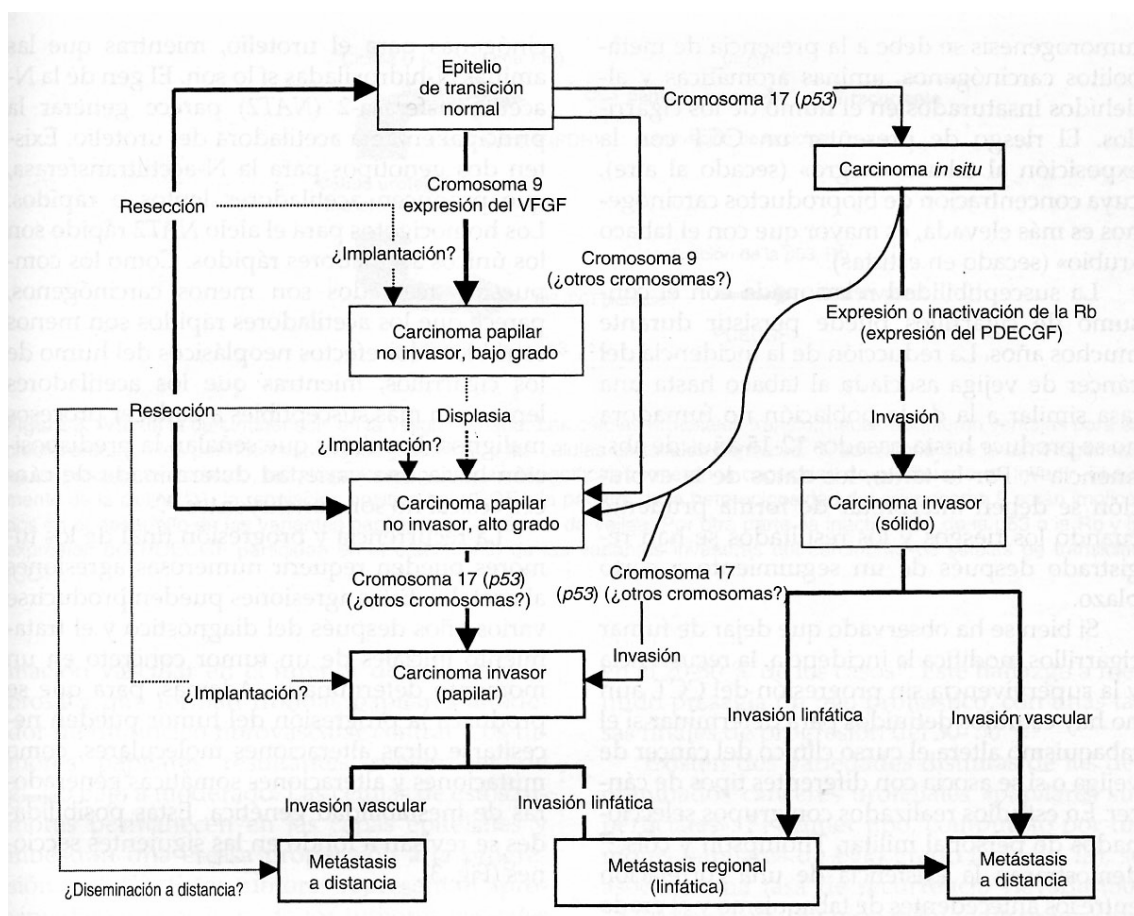 Epitelio
de transición
normal
Cromosoma 17 (p53)
Carcinoma in situ
Resección
Cromosoma 9
expresión del VFGF
¿Implantación?
Cromosoma 9
(¿otros cromosomas?)
Expresión o inactivación de la Rb
(expresión del PDECGF)
Carcinoma papilar
no invasor, bajo grado
Resección
Displasia
Invasión
¿Implantación?
Carcinoma papilar
no invasor, alto grado
Carcinoma invasor
(sólido)
Cromosoma 17 (p53)
(¿otros cromosomas?)
Cromosoma 17
(p53) (¿otros cromosomas?)
Invasión
Carcinoma invasor
(papilar)
¿Implantación?
Invasión linfática
Invasión vascular
Invasión vascular
Invasión linfática
Metástasis
a distancia
Metástasis regional
(linfática)
Metástasis
a distancia
¿Diseminación a distancia?